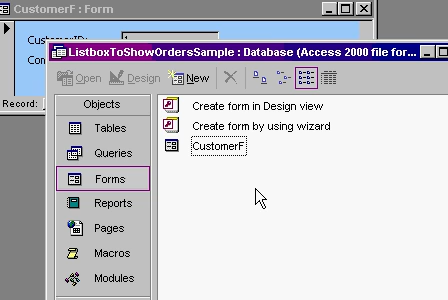 CustomerF : Form
CustomerID:
Con
Record:
ListboxToShowOrdersSample : Database (Access 2000 file for...
Open Design New
Objects
Tables
Queries
Forms
Reports
Pages
Macros
Modules
Create form in Design view
Create form by using wizard
CustomerF